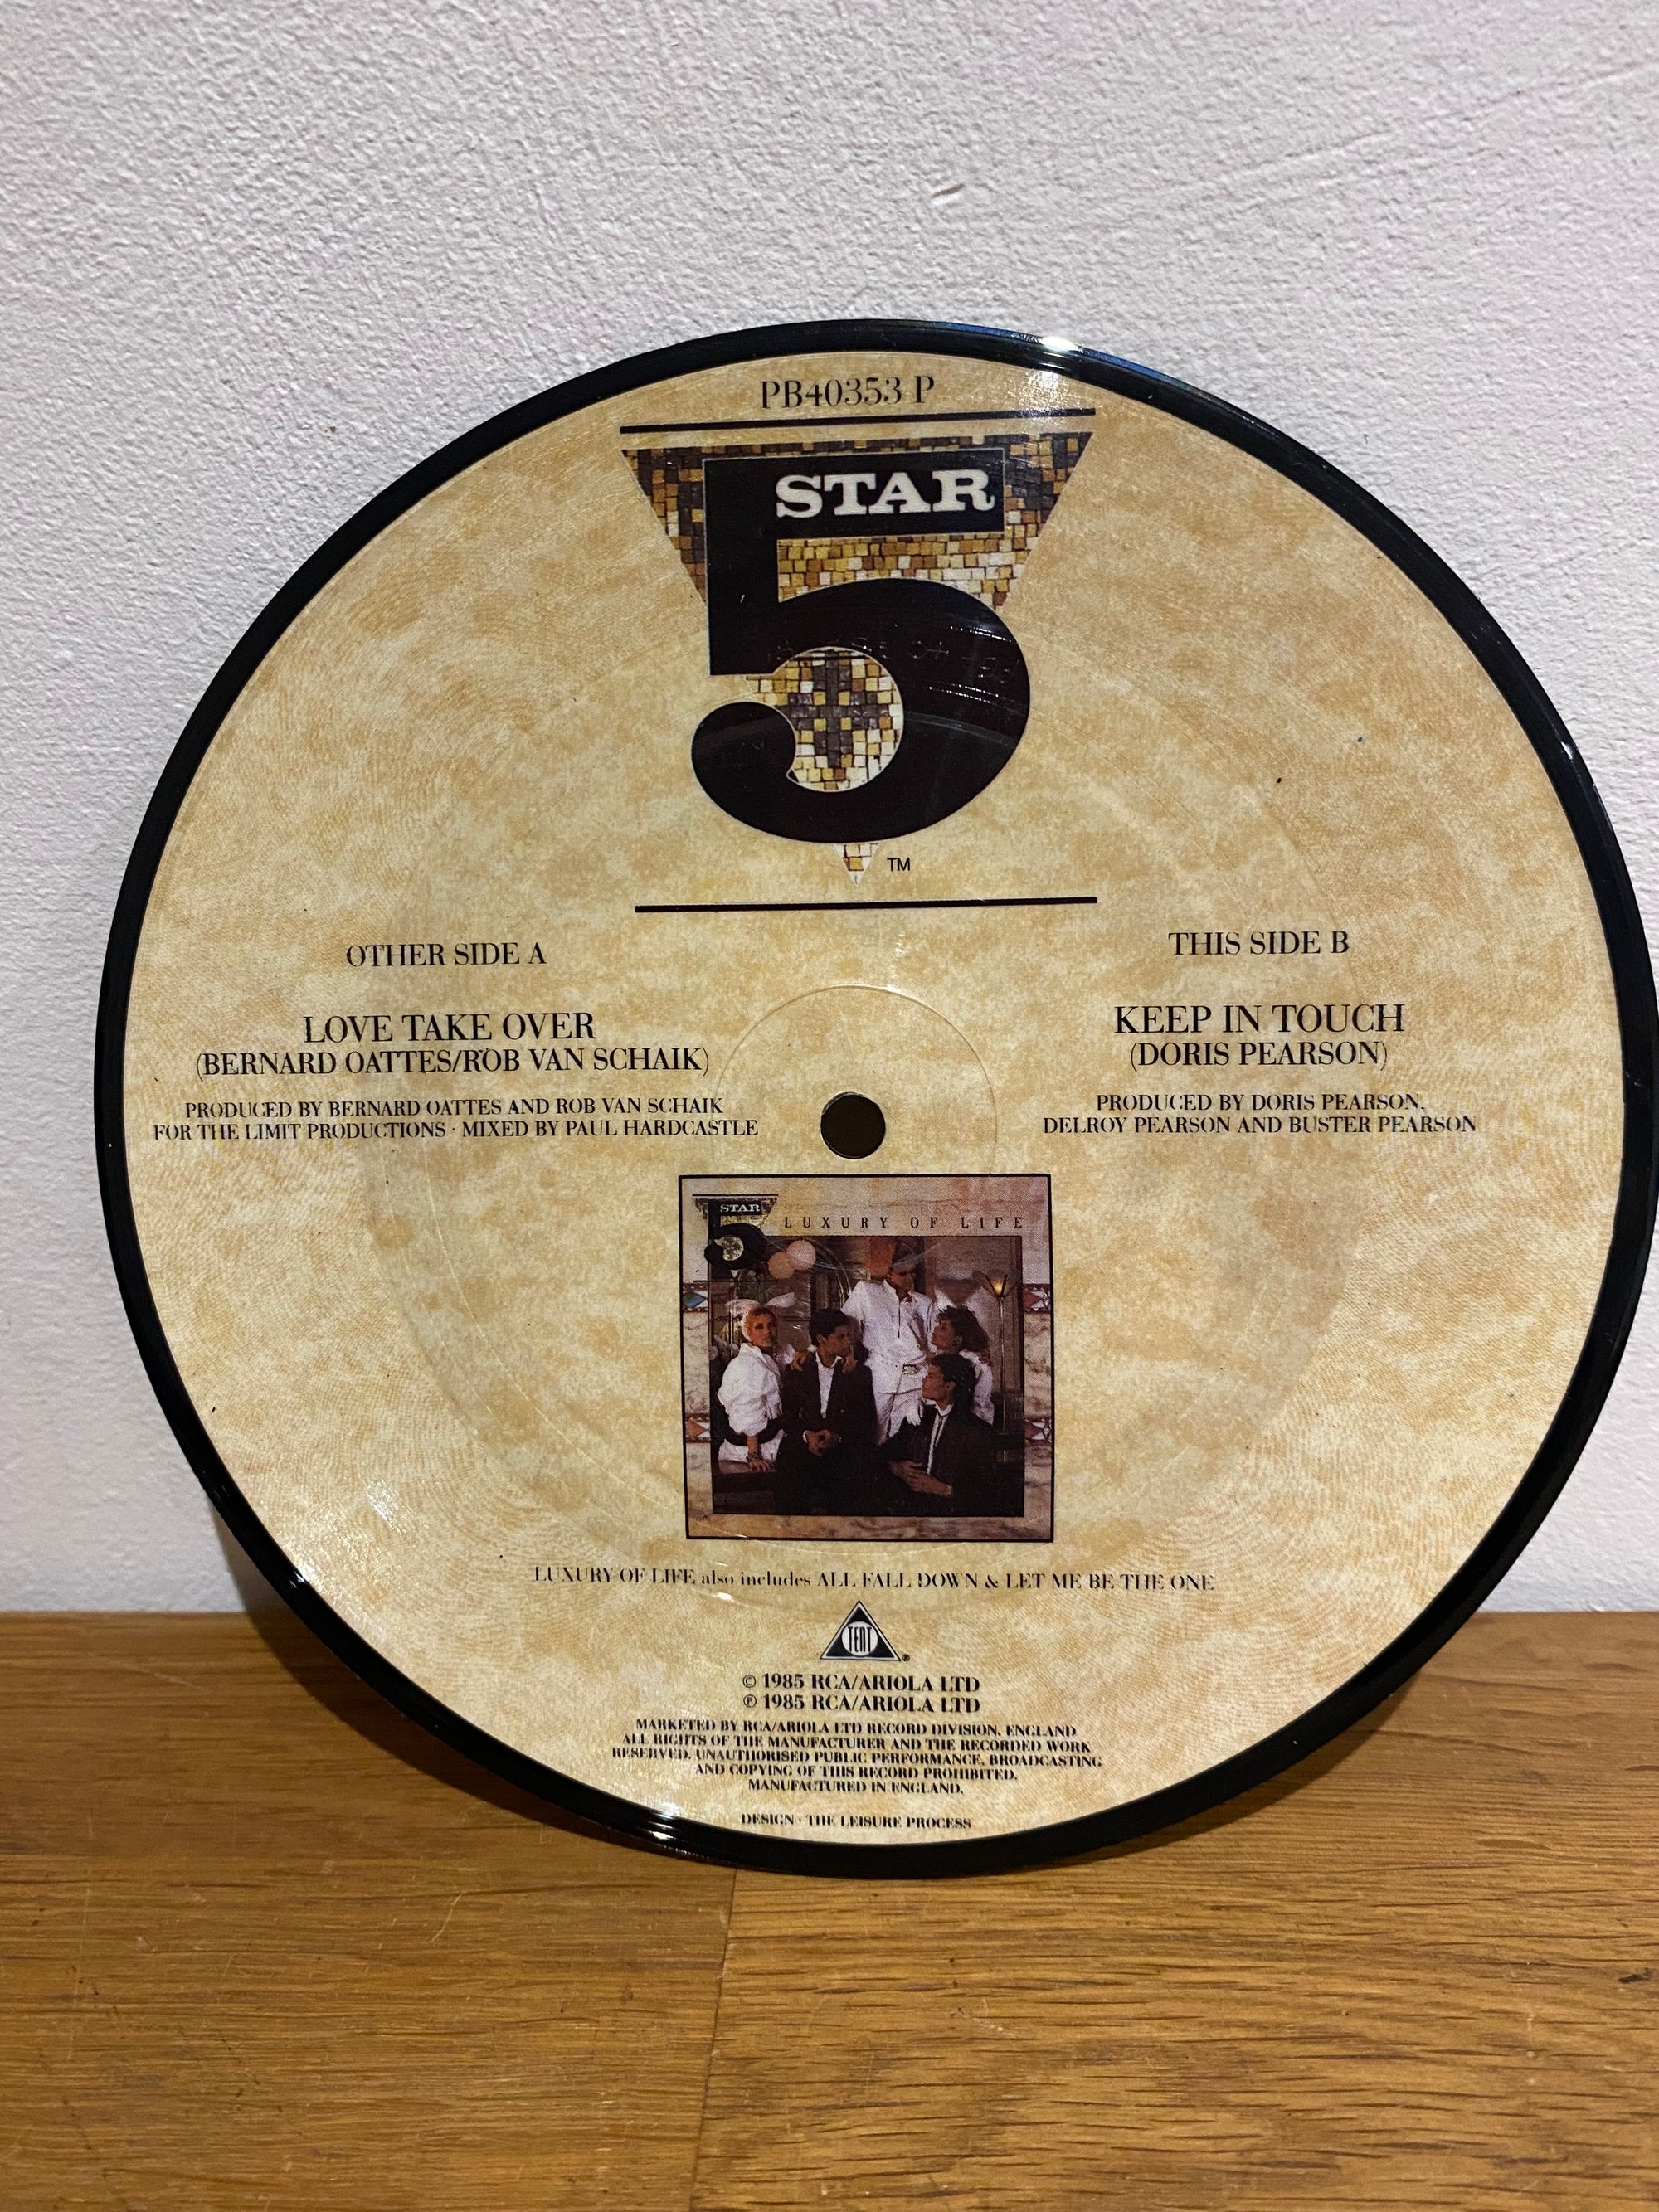 PB40353 P
5 STAR
TM
OTHER SIDE A
LOVE TAKE OVER
(BERNARD OATTES/ROB VAN SCHAIK)
PRODUCED BY BERNARD OATTES AND ROB VAN SCHAIK
FOR THE LIMIT PRODUCTIONS · MIXED BY PAUL HARDCASTLE
THIS SIDE B
KEEP IN TOUCH
(DORIS PEARSON)
PRODUCED BY DORIS PEARSON,
DELROY PEARSON AND BUSTER PEARSON
5 STAR LUXURY OF LIFE
LUXURY OF LIFE also includes ALL FALL DOWN & LET ME BE THE ONE
TENT
®
© 1985 RCA/ARIOLA LTD
℗ 1985 RCA/ARIOLA LTD
MARKETED BY RCA/ARIOLA LTD RECORD DIVISION, ENGLAND
ALL RIGHTS OF THE MANUFACTURER AND THE RECORDED WORK
RESERVED. UNAUTHORISED PUBLIC PERFORMANCE, BROADCASTING
AND COPYING OF THIS RECORD PROHIBITED.
MANUFACTURED IN ENGLAND.
DESIGN · THE LEISURE PROCESS